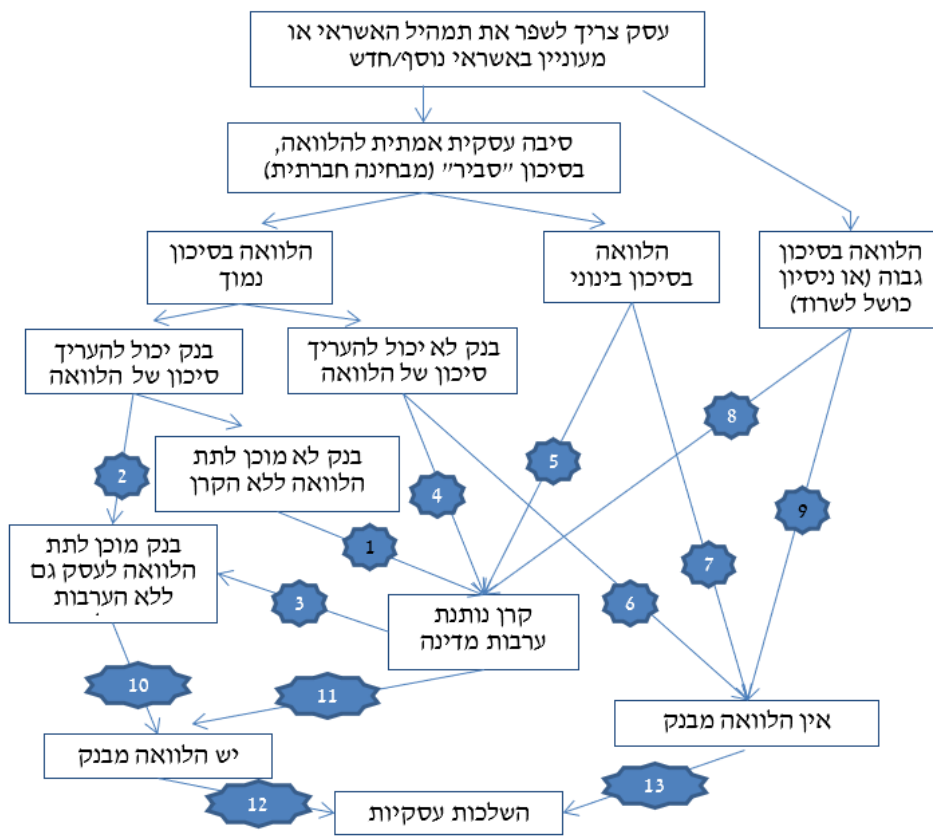 עסק צריך לשפר את תמהיל האשראי או
מעוניין באשראי נוסף/חדש
סיבה עסקית אמתית להלוואה,
בסיכון "סביר" (מבחינה חברתית)
הלוואה בסיכון
נמוך
הלוואה
בסיכון בינוני
הלוואה בסיכון
גבוה (או ניסיון
כושל לשרוד)
בנק יכול להעריך
סיכון של הלוואה
בנק לא יכול להעריך
סיכון של הלוואה
בנק לא מוכן לתת
הלוואה ללא הקרן
8
5
2
4
9
בנק מוכן לתת
הלוואה לעסק גם
ללא הערבות
1
7
3
6
קרן נותנת
ערבות מדינה
10
11
אין הלוואה מבנק
יש הלוואה מבנק
13
12
השלכות עסקיות